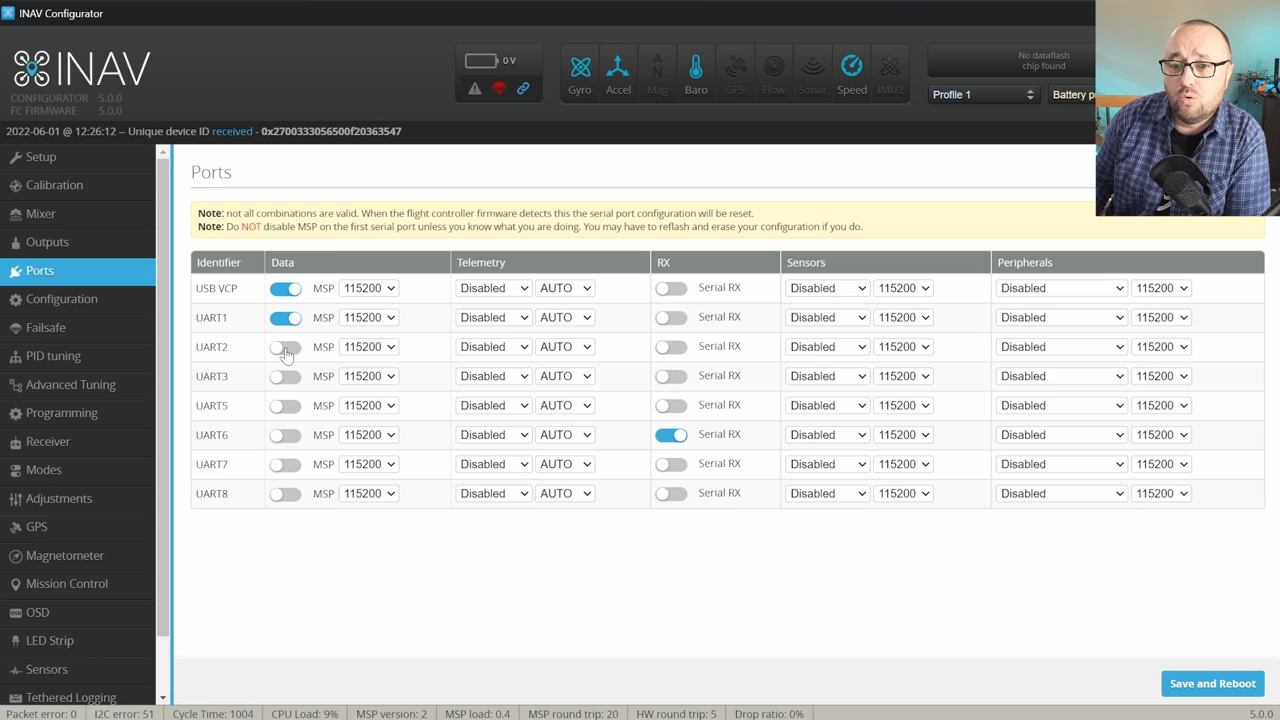 INAV Configurator
INAV
CONFIGURATOR 5.0.0
FC FIRMWARE 5.0.0
0 V
Gyro Accel Mag Baro GPS Flow Sonar Speed IMU2
No dataflash
chip found
Profile 1
Battery p
2022-06-01 @ 12:26:12 -- Unique device ID received - 0x2700333056500f20363547
Setup
Calibration
Mixer
Outputs
Ports
Configuration
Failsafe
PID tuning
Advanced Tuning
Programming
Receiver
Modes
Adjustments
GPS
Magnetometer
Mission Control
OSD
LED Strip
Sensors
Tethered Logging
Ports
Note: not all combinations are valid. When the flight controller firmware detects this the serial port configuration will be reset.
Note: Do NOT disable MSP on the first serial port unless you know what you are doing. You may have to reflash and erase your configuration if you do.
Identifier Data Telemetry RX Sensors Peripherals
USB VCP MSP 115200 Disabled AUTO Serial RX Disabled 115200 Disabled 115200
UART1 MSP 115200 Disabled AUTO Serial RX Disabled 115200 Disabled 115200
UART2 MSP 115200 Disabled AUTO Serial RX Disabled 115200 Disabled 115200
UART3 MSP 115200 Disabled AUTO Serial RX Disabled 115200 Disabled 115200
UART5 MSP 115200 Disabled AUTO Serial RX Disabled 115200 Disabled 115200
UART6 MSP 115200 Disabled AUTO Serial RX Disabled 115200 Disabled 115200
UART7 MSP 115200 Disabled AUTO Serial RX Disabled 115200 Disabled 115200
UART8 MSP 115200 Disabled AUTO Serial RX Disabled 115200 Disabled 115200
Save and Reboot
Packet error: 0 I2C error: 51 Cycle Time: 1004 CPU Load: 9% MSP version: 2 MSP load: 0.4 MSP round trip: 20 HW round trip: 5 Drop ratio: 0% 5.0.0